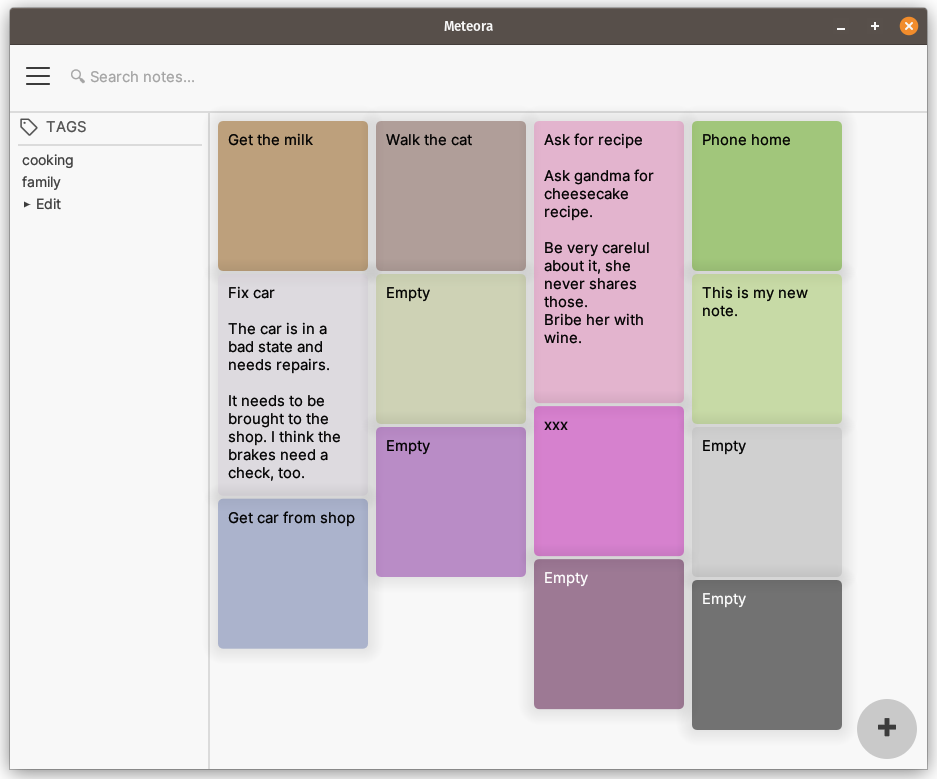 Meteora
Search notes...
TAGS
cooking
family
Edit
Get the milk
Fix car
The car is in a
bad state and
needs repairs.
It needs to be
brought to the
shop. I think the
brakes need a
check, too.
Get car from shop
Walk the cat
Empty
Empty
Ask for recipe
Ask gandma for
cheesecake
recipe.
Be very carelul
about it, she
never shares
those.
Bribe her with
wine.
xxx
Empty
Phone home
This is my new
note.
Empty
Empty